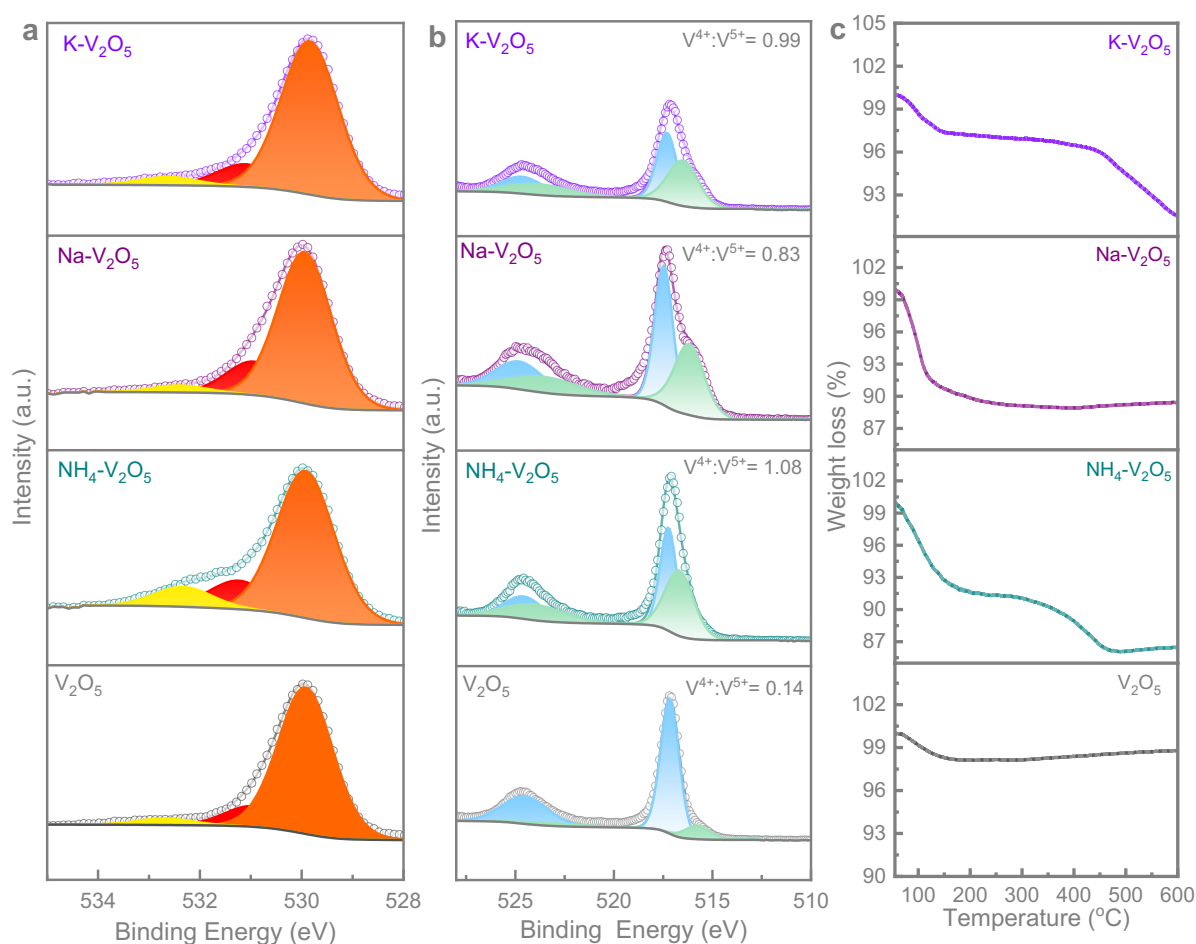 a
K-V₂O₅
Na-V₂O₅
NH₄-V₂O₅
V₂O₅
Intensity (a.u.)
534 532 530 528
Binding Energy (eV)
b
V⁴⁺:V⁵⁺= 0.99
K-V₂O₅
Na-V₂O₅
V⁴⁺:V⁵⁺= 0.83
NH₄-V₂O₅
V⁴⁺:V⁵⁺= 1.08
V₂O₅
V⁴⁺:V⁵⁺= 0.14
Intensity (a.u.)
525 520 515 510
Binding Energy (eV)
c
K-V₂O₅
105
102
99
96
93
Na-V₂O₅
102
99
96
93
90
87
NH₄-V₂O₅
102
99
96
93
90
87
V₂O₅
102
99
96
93
90
Weight loss (%)
100 200 300 400 500 600
Temperature (°C)